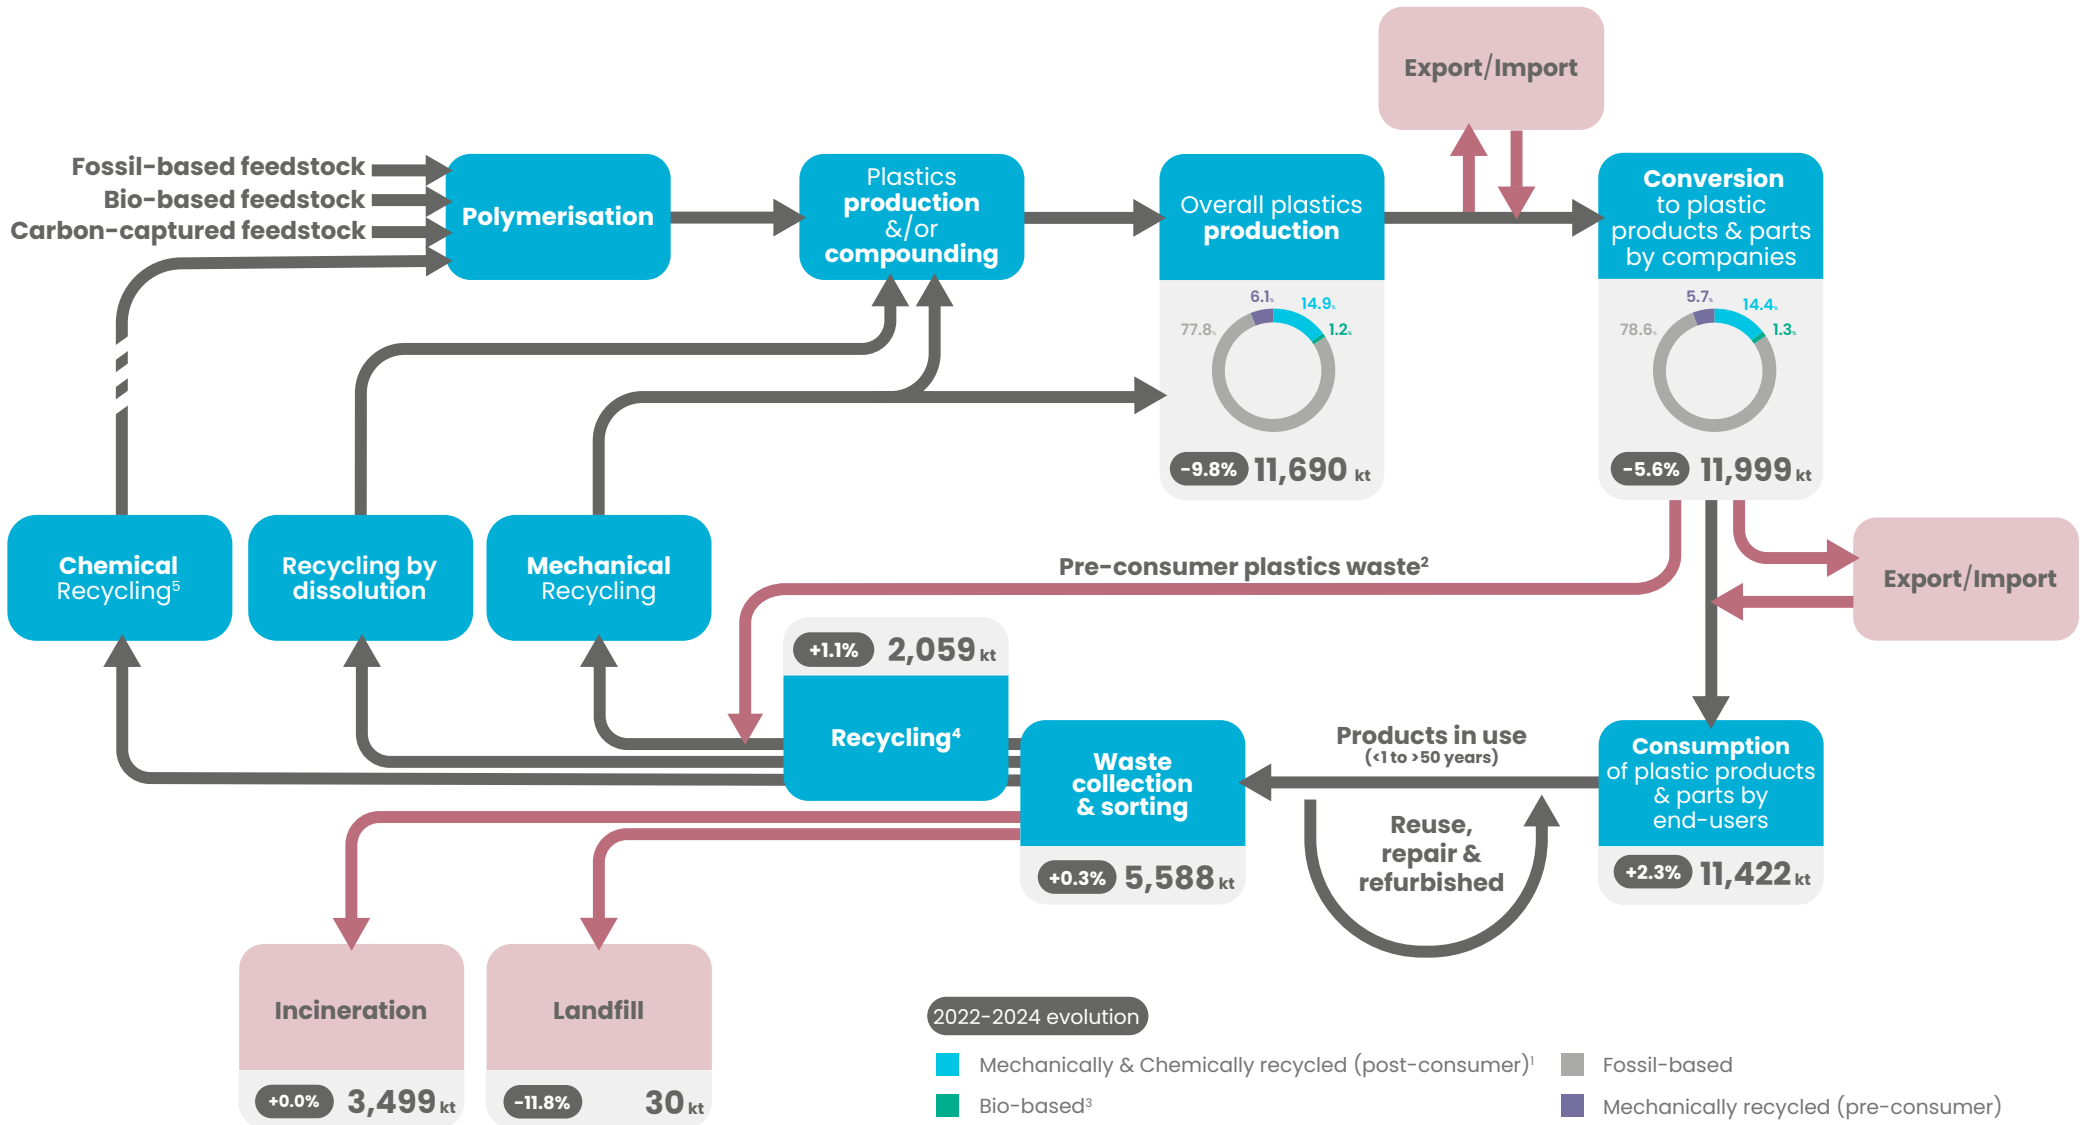 Export/Import
Fossil-based feedstock
Bio-based feedstock
Carbon-captured feedstock
Polymerisation
Plastics
production
&/or
compounding
Overall plastics
production
6.1%
14.9%
77.8%
1.2%
-9.8% 11,690 kt
Conversion
to plastic
products & parts
by companies
5.7%
14.4%
78.6%
1.3%
-5.6% 11,999 kt
Chemical
Recycling⁵
Recycling by
dissolution
Mechanical
Recycling
Pre-consumer plastics waste²
Export/Import
+1.1% 2,059 kt
Recycling⁴
Waste
collection
& sorting
+0.3% 5,588 kt
Products in use
(<1 to >50 years)
Reuse,
repair &
refurbished
Consumption
of plastic products
& parts by
end-users
+2.3% 11,422 kt
Incineration
+0.0% 3,499 kt
Landfill
-11.8% 30 kt
2022-2024 evolution
Mechanically & Chemically recycled (post-consumer)¹
Bio-based³
Fossil-based
Mechanically recycled (pre-consumer)